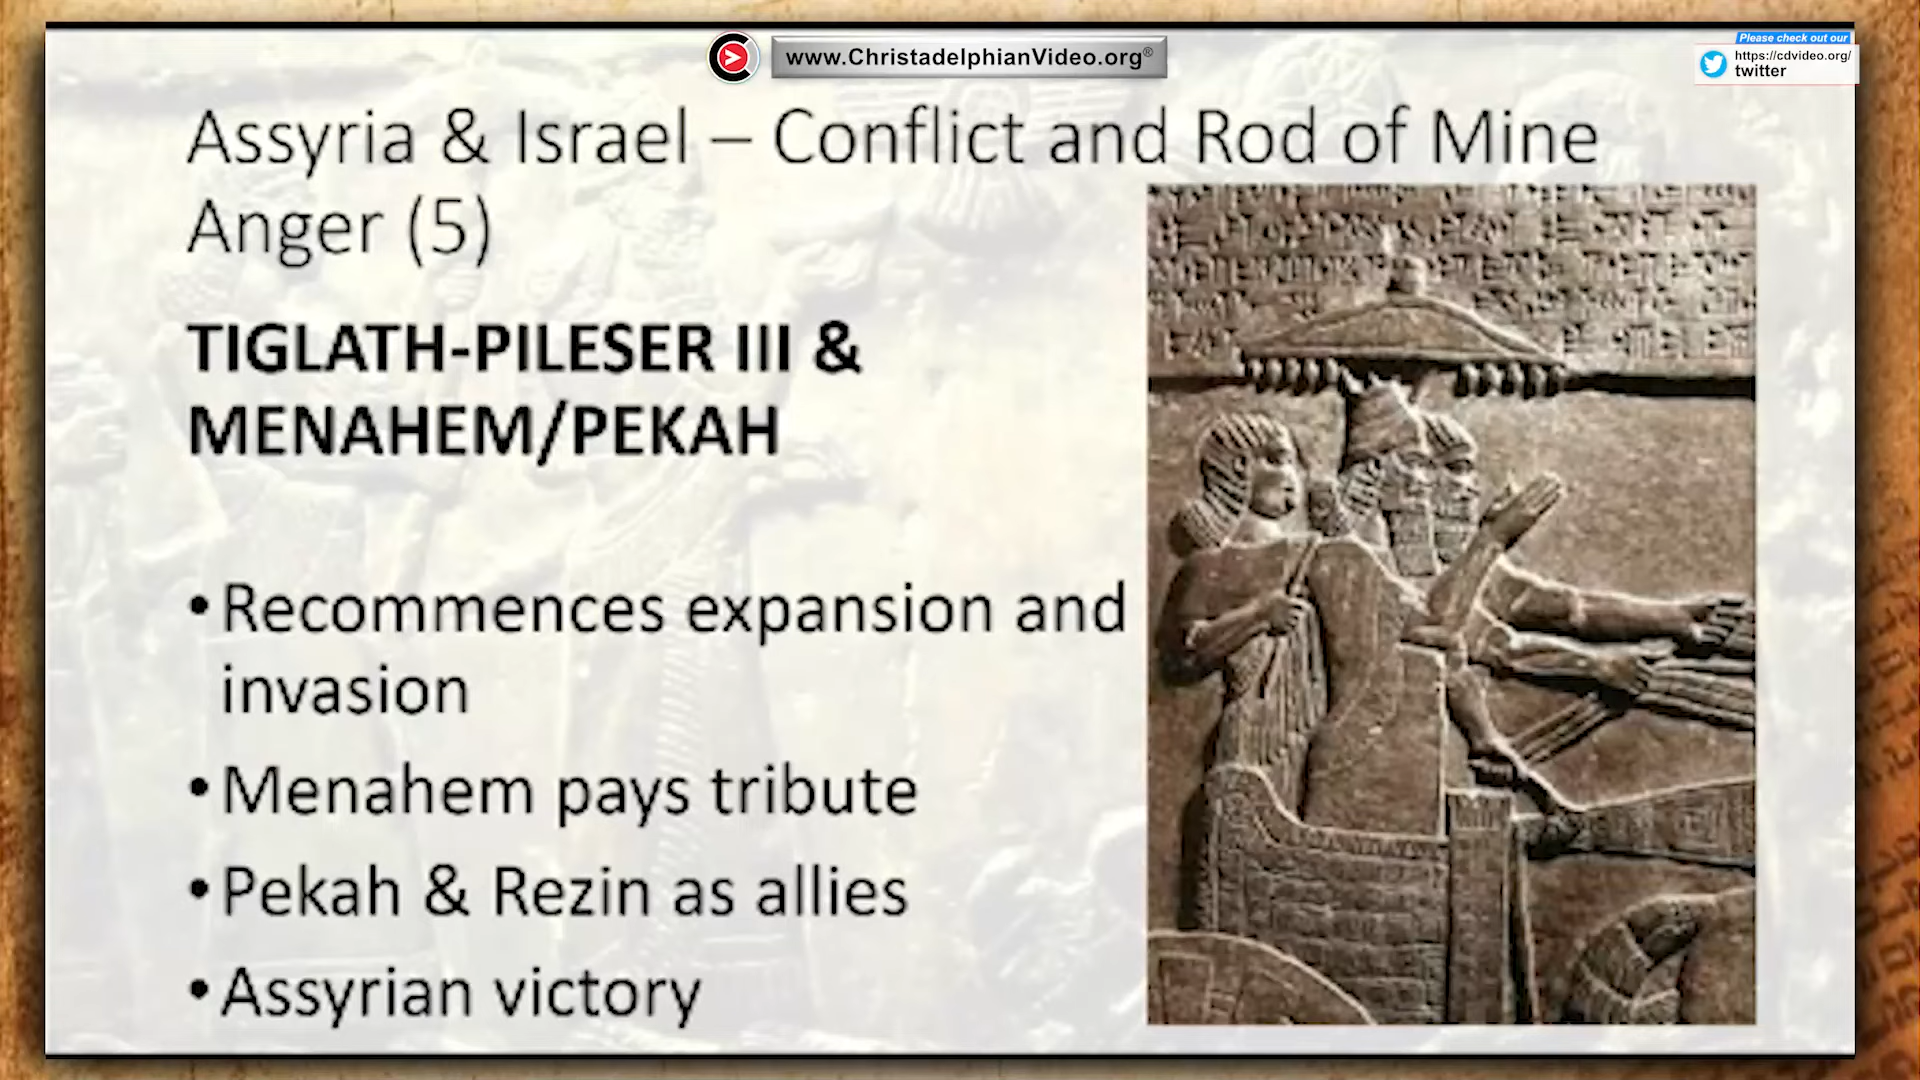 www.ChristadelphianVideo.org®
Please check out our
https://cdvideo.org/
twitter
Assyria & Israel – Conflict and Rod of Mine
Anger (5)
TIGLATH-PILESER III &
MENAHEM/PEKAH
•Recommences expansion and
invasion
•Menahem pays tribute
•Pekah & Rezin as allies
•Assyrian victory